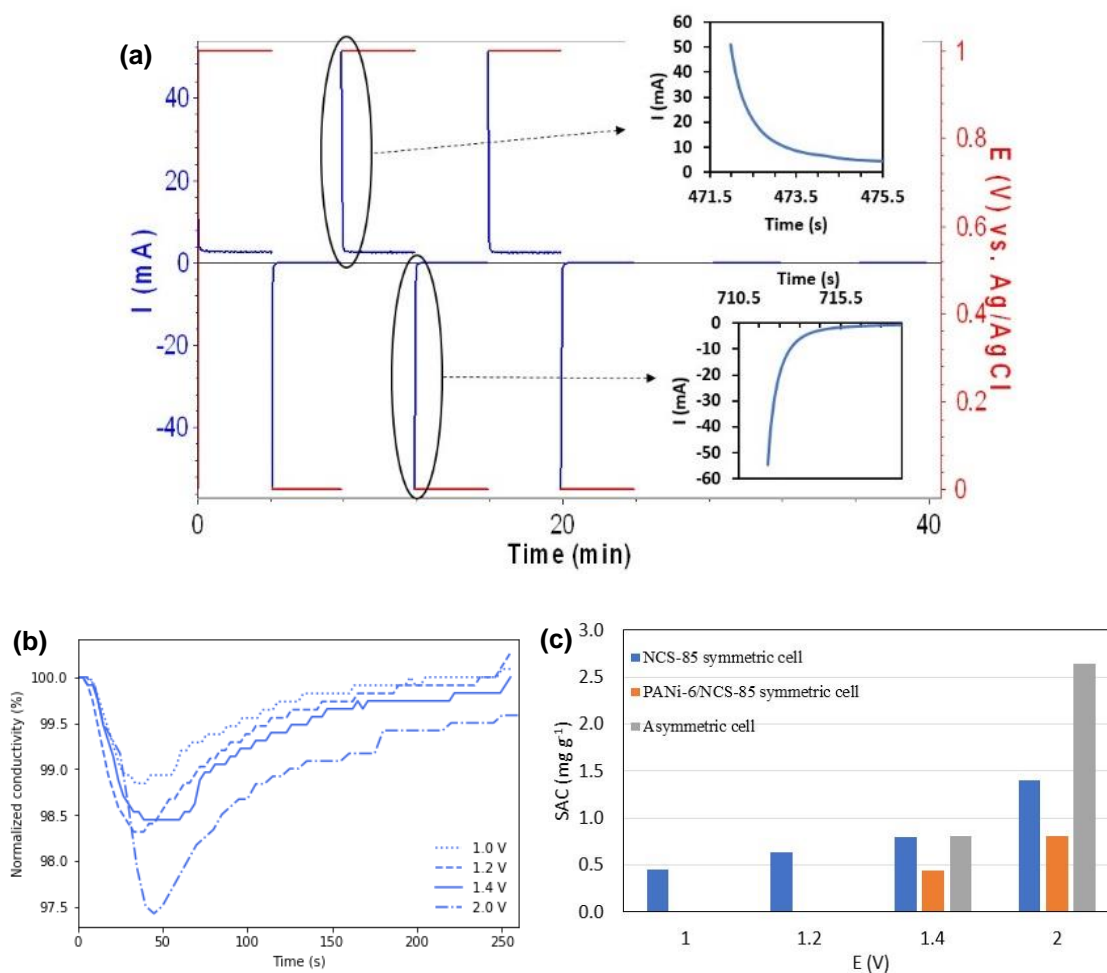 (a)
I (mA)
40
20
0
-20
-40
0
20
40
Time (min)
1
0.8
0.6
0.4
0.2
0
E (V) vs. Ag/AgCl
60
50
40
30
20
10
0
I (mA)
471.5 473.5 475.5
Time (s)
Time (s)
710.5 715.5
0
-10
-20
-30
-40
-50
-60
I (mA)
(b)
Normalized conductivity (%)
100.0
99.5
99.0
98.5
98.0
97.5
0 50 100 150 200 250
Time (s)
1.0 V
1.2 V
1.4 V
2.0 V
(c)
SAC (mg g⁻¹)
3.0
2.5
2.0
1.5
1.0
0.5
0.0
NCS-85 symmetric cell
PANi-6/NCS-85 symmetric cell
Asymmetric cell
1 1.2 1.4 2
E (V)